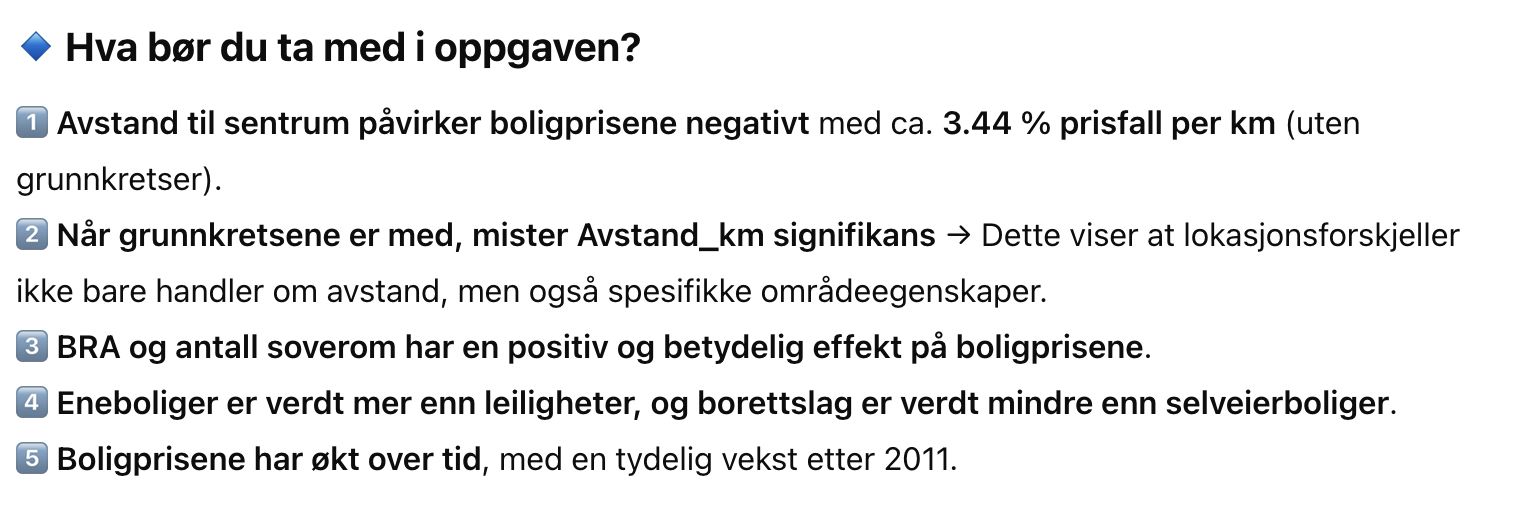 🔹 Hva bør du ta med i oppgaven?
1️⃣ Avstand til sentrum påvirker boligprisene negativt med ca. 3.44 % prisfall per km (uten
grunnkretser).
2️⃣ Når grunnkretsene er med, mister Avstand_km signifikans → Dette viser at lokasjonsforskjeller
ikke bare handler om avstand, men også spesifikke områdeegenskaper.
3️⃣ BRA og antall soverom har en positiv og betydelig effekt på boligprisene.
4️⃣ Eneboliger er verdt mer enn leiligheter, og borettslag er verdt mindre enn selveierboliger.
5️⃣ Boligprisene har økt over tid, med en tydelig vekst etter 2011.